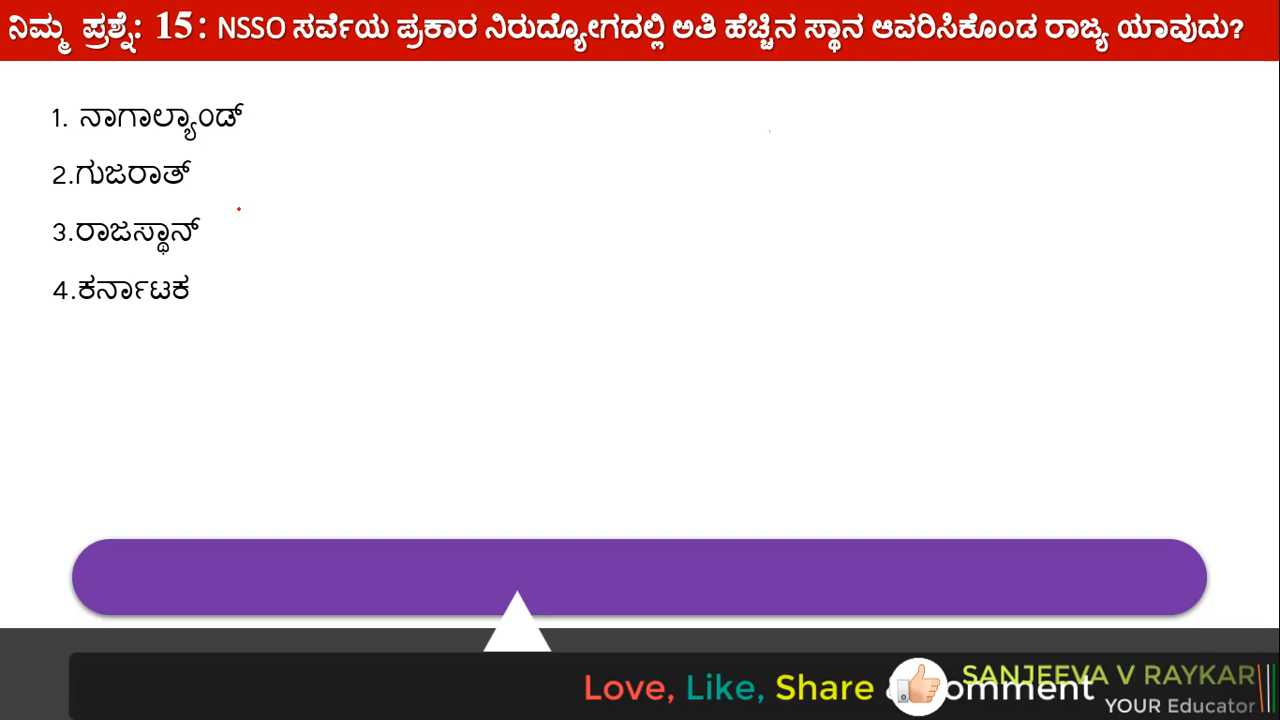 ನಿಮ್ಮ ಪ್ರಶ್ನೆ: 15: NSSO ಸರ್ವೆಯ ಪ್ರಕಾರ ನಿರುದ್ಯೋಗದಲ್ಲಿ ಅತಿ ಹೆಚ್ಚಿನ ಸ್ಥಾನ ಆವರಿಸಿಕೊಂಡ ರಾಜ್ಯ ಯಾವುದು?
1. ನಾಗಾಲ್ಯಾಂಡ್
2.ಗುಜರಾತ್
3.ರಾಜಸ್ಥಾನ್
4.ಕರ್ನಾಟಕ
SANJEEVA V RAYKAR
Love, Like, Share & omment
YOUR Educator